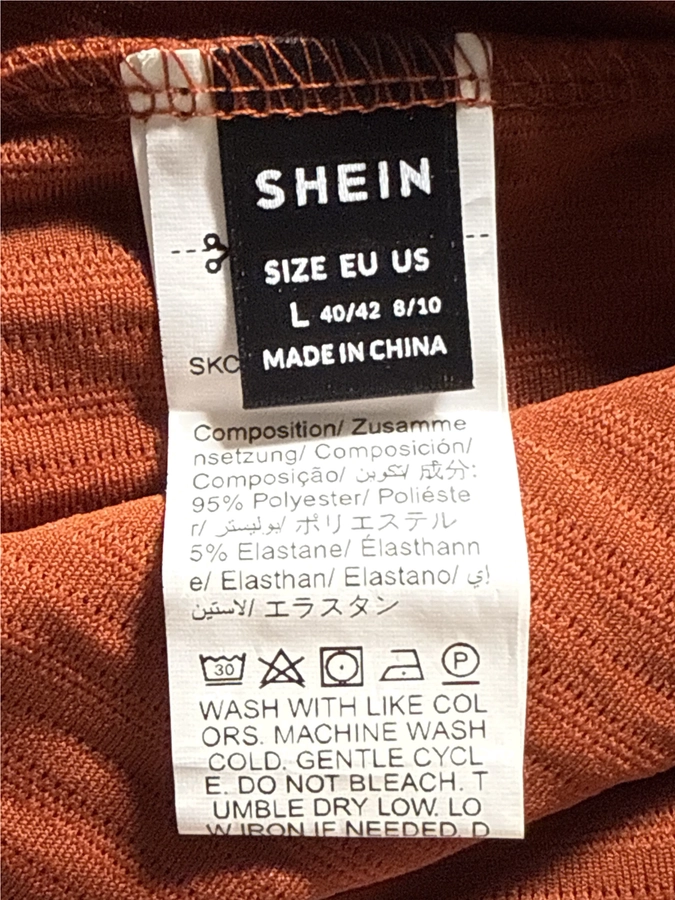 SHEIN
SIZE EU US
L 40/42 8/10
MADE IN CHINA
SKC
Composition/ Zusamme
nsetzung/ Composición/
Composição/ تكوين/ 成分:
95% Polyester/ Poliéste
r/ بوليستر/ ポリエステル
5% Elastane/ Élasthann
e/ Elasthan/ Elastano/ إي
لاستين/ エラスタン
30
P
WASH WITH LIKE COL
ORS. MACHINE WASH
COLD. GENTLE CYCL
E. DO NOT BLEACH. T
UMBLE DRY LOW. LO
W IRON IF NEEDED. D